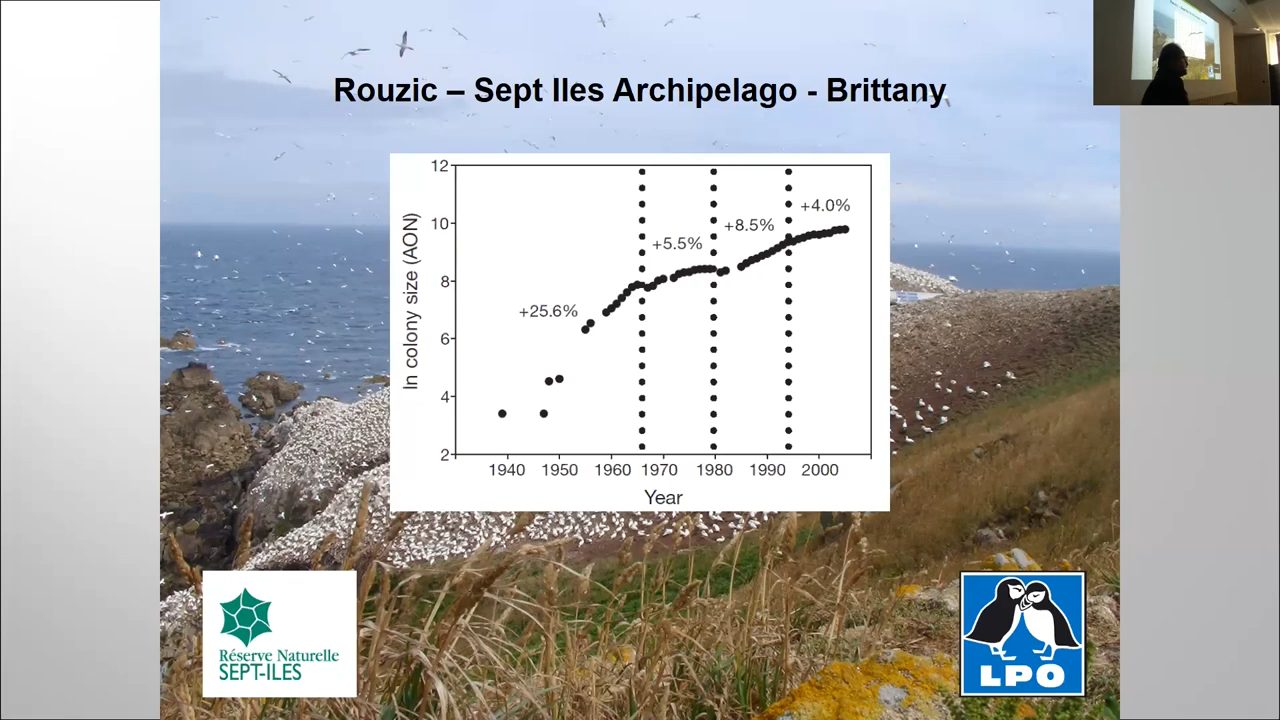 Rouzic – Sept Iles Archipelago - Brittany
12
10
8
6
4
2
ln colony size (AON)
+25.6%
+5.5%
+8.5%
+4.0%
1940 1950 1960 1970 1980 1990 2000
Year
Réserve Naturelle
SEPT-ILES
LPO